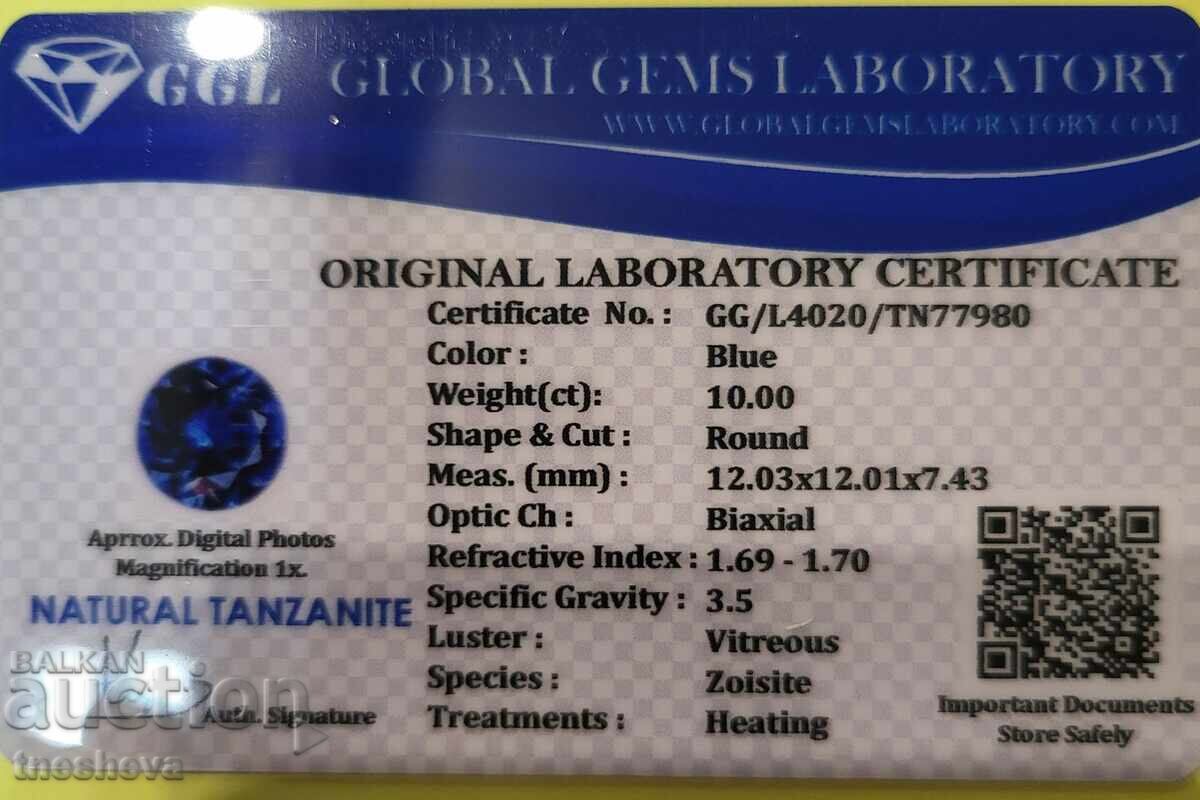 GGL GLOBAL GEMS LABORATORY
WWW.GLOBALGEMSLABORATORY.COM
ORIGINAL LABORATORY CERTIFICATE
Certificate No. : GG/L4020/TN77980
Color : Blue
Weight(ct): 10.00
Shape & Cut : Round
Meas. (mm) : 12.03x12.01x7.43
Optic Ch : Biaxial
Refractive Index : 1.69 - 1.70
Specific Gravity : 3.5
Luster : Vitreous
Species : Zoisite
Treatments : Heating
Aprrox. Digital Photos
Magnification 1x.
NATURAL TANZANITE
Auth. Signature
Important Documents
Store Safely
BALKAN
auction
tnesheva